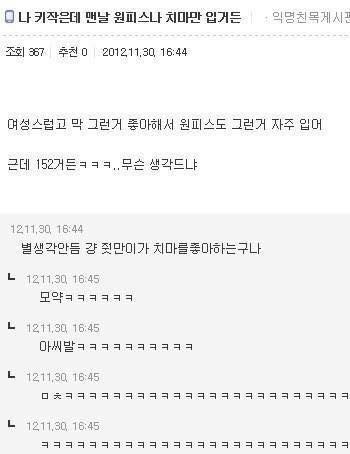 나 키작은데 맨날 원피스나 치마만 입거든 · 익명친목게시판
조회 367 추천 0 2012,11,30, 16:44
여성스럽고 막 그런거 좋아해서 원피스도 그런거 자주 입어
근데 152거든ㅋㅋㅋ..무슨 생각드냐
12,11,30, 16:44
별생각안듬 걍 젓만이가 치마를좋아하는구나
12,11,30, 16:45
모약ㅋㅋㅋㅋㅋㅋ
12,11,30, 16:45
아씨발ㅋㅋㅋㅋㅋㅋㅋㅋㅋㅋ
12,11,30, 16:45
ㅁㅊㅋㅋㅋㅋㅋㅋㅋㅋㅋㅋㅋㅋㅋㅋㅋㅋㅋㅋㅋㅋㅋㅋㅋㅋ
12,11,30, 16:45
ㅋㅋㅋㅋㅋㅋㅋㅋㅋㅋㅋㅋㅋㅋㅋㅋㅋㅋㅋㅋㅋㅋㅋㅋㅋㅋ